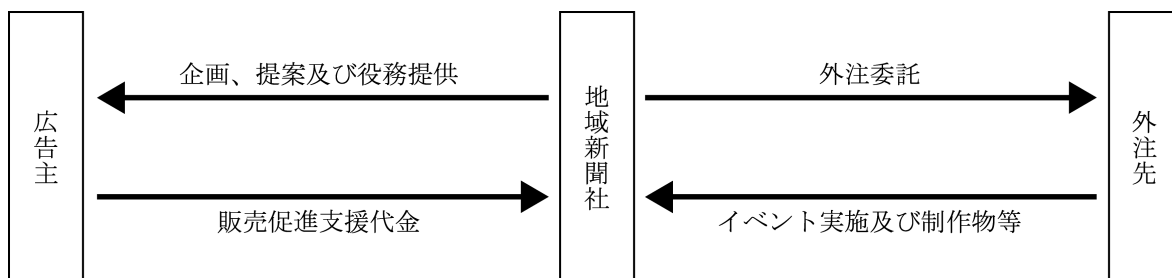 広告主
企画、提案及び役務提供
販売促進支援代金
地域新聞社
外注委託
イベント実施及び制作物等
外注先